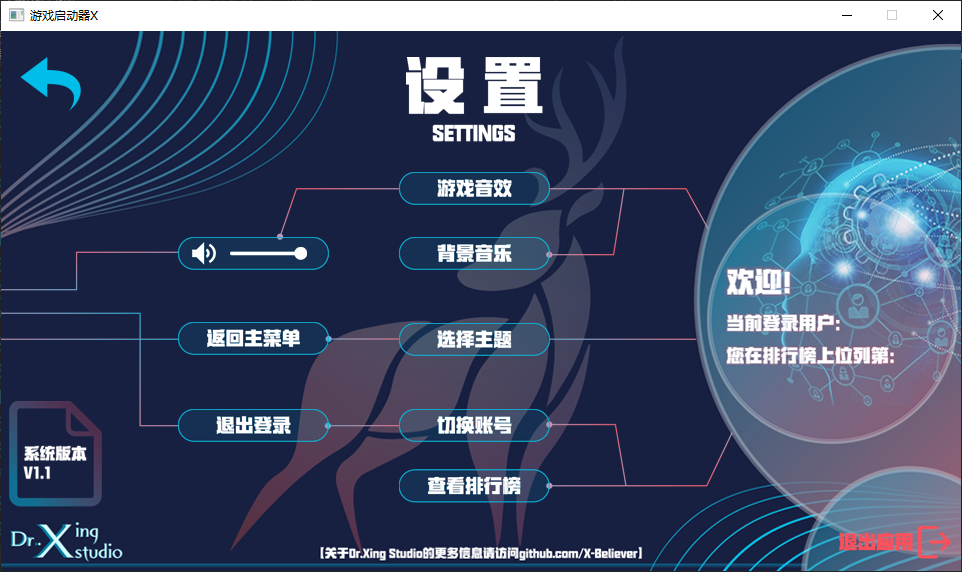 游戏启动器X
设置
SETTINGS
游戏音效
背景音乐
返回主菜单
选择主题
退出登录
切换账号
查看排行榜
欢迎!
当前登录用户:
您在排行榜上位列第:
系统版本
V1.1
Dr.Xing
studio
【关于Dr.Xing Studio的更多信息请访问github.com/X-Believer】
退出应用